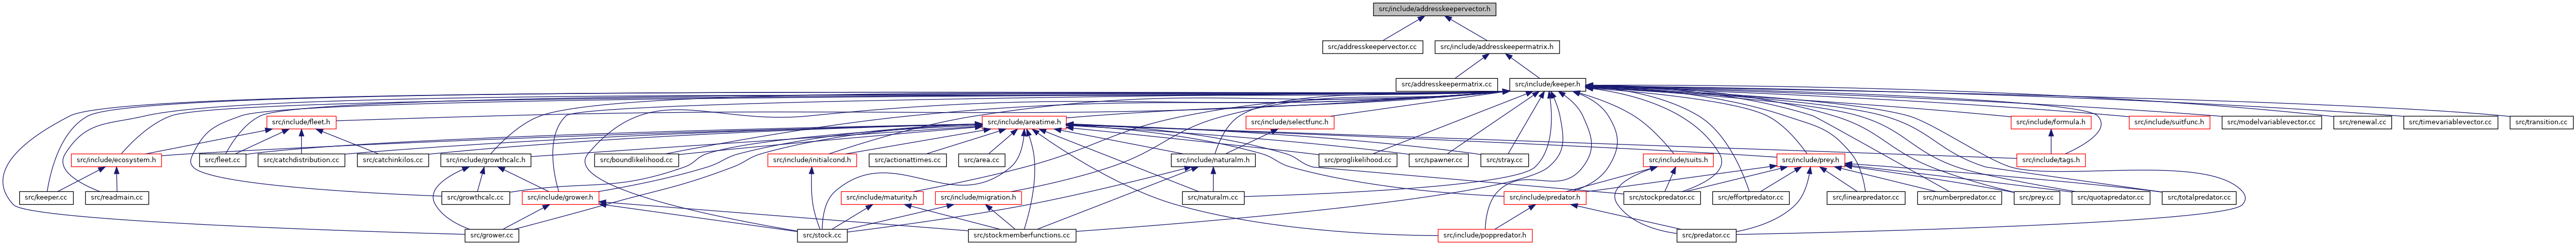 src/include/addresskeepervector.h
src/addresskeepervector.cc
src/include/addresskeepermatrix.h
src/addresskeepermatrix.cc
src/include/keeper.h
src/include/fleet.h
src/include/areatime.h
src/include/selectfunc.h
src/include/formula.h
src/include/suitfunc.h
src/modelvariablevector.cc
src/renewal.cc
src/timevariablevector.cc
src/transition.cc
src/include/ecosystem.h
src/fleet.cc
src/catchdistribution.cc
src/catchinkilos.cc
src/include/growthcalc.h
src/boundlikelihood.cc
src/include/initialcond.h
src/actionattimes.cc
src/area.cc
src/include/naturalm.h
src/proglikelihood.cc
src/spawner.cc
src/stray.cc
src/include/suits.h
src/include/prey.h
src/include/tags.h
src/keeper.cc
src/readmain.cc
src/growthcalc.cc
src/include/grower.h
src/include/maturity.h
src/include/migration.h
src/naturalm.cc
src/include/predator.h
src/stockpredator.cc
src/effortpredator.cc
src/linearpredator.cc
src/numberpredator.cc
src/prey.cc
src/quotapredator.cc
src/totalpredator.cc
src/grower.cc
src/stock.cc
src/stockmemberfunctions.cc
src/include/poppredator.h
src/predator.cc